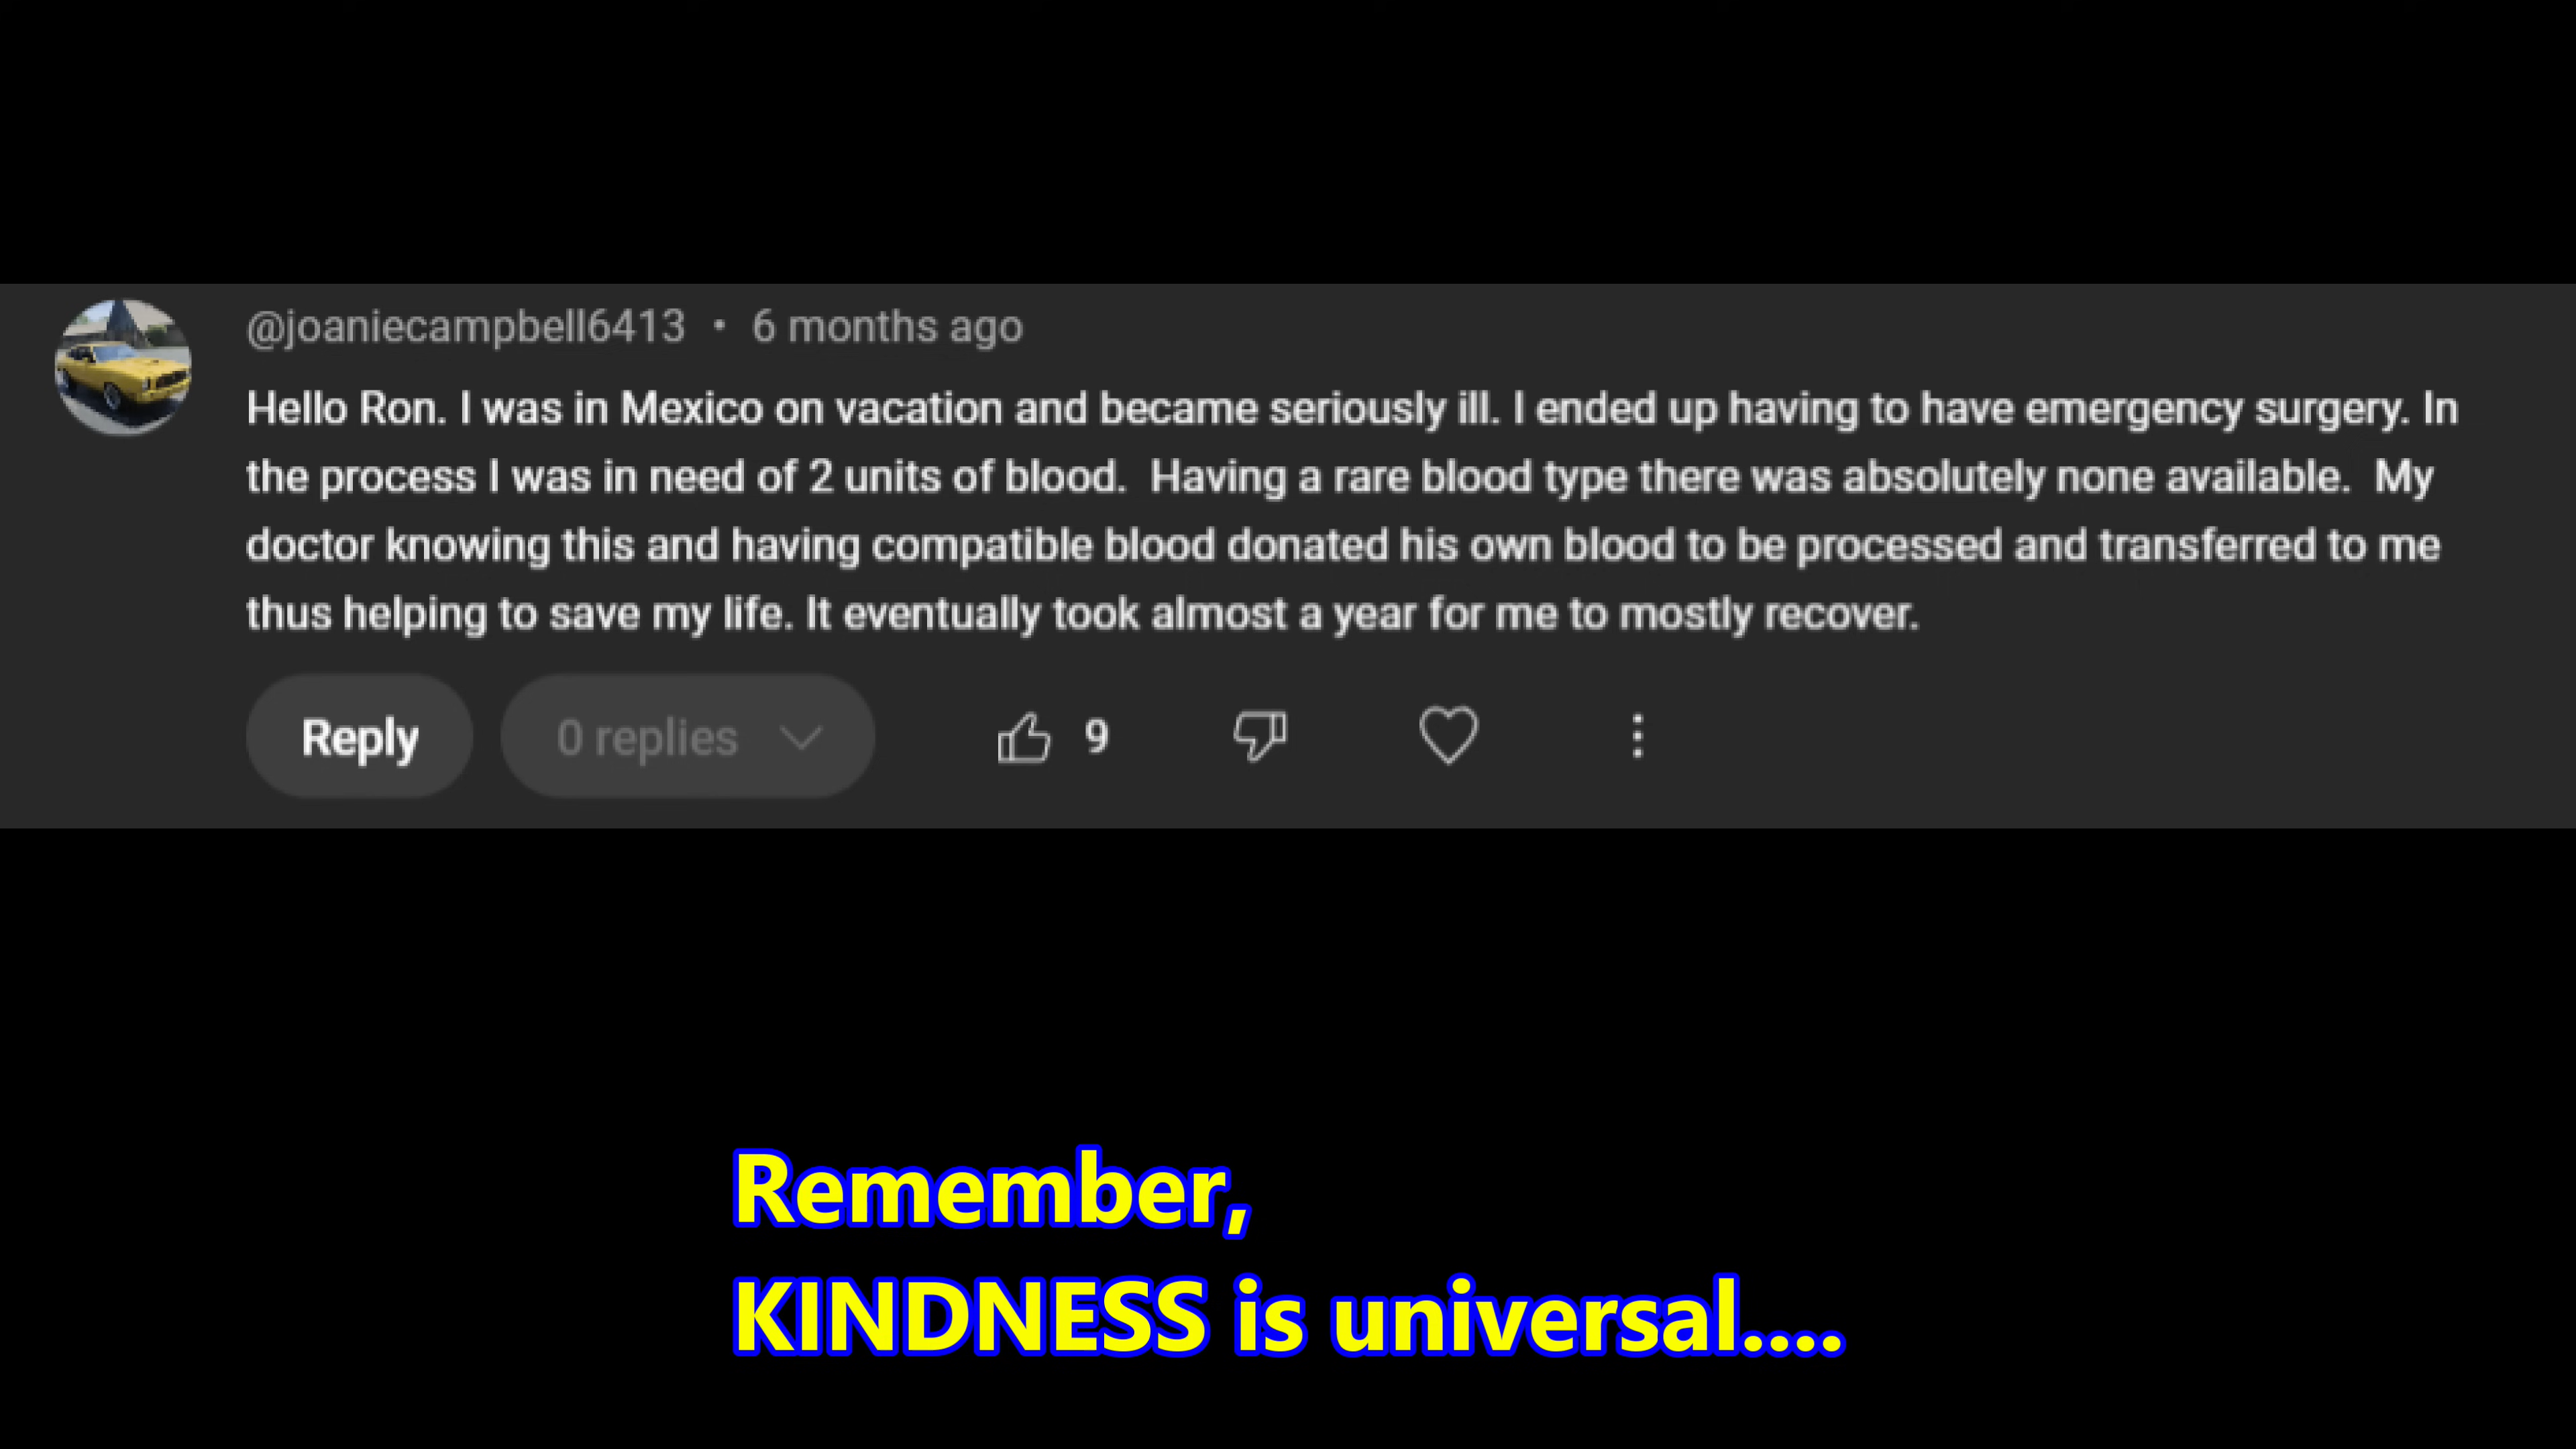 @joaniecampbell6413 • 6 months ago
Hello Ron. I was in Mexico on vacation and became seriously ill. I ended up having to have emergency surgery. In
the process I was in need of 2 units of blood.  Having a rare blood type there was absolutely none available.  My
doctor knowing this and having compatible blood donated his own blood to be processed and transferred to me
thus helping to save my life. It eventually took almost a year for me to mostly recover.
Reply 0 replies 9
Remember,
KINDNESS is universal....